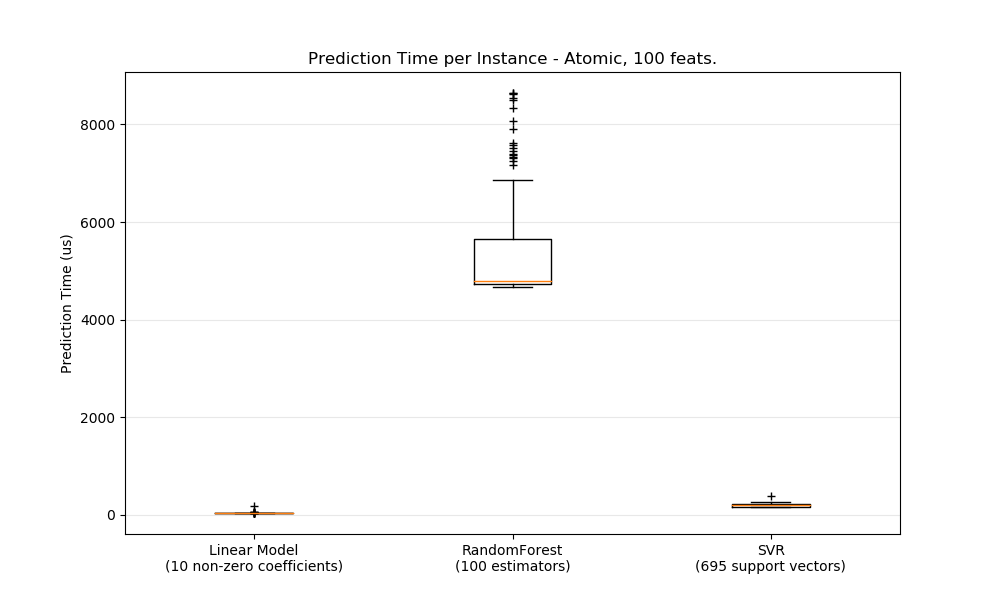 Prediction Time per Instance - Atomic, 100 feats.
Prediction Time (us)
8000
6000
4000
2000
0
Linear Model
(10 non-zero coefficients)
RandomForest
(100 estimators)
SVR
(695 support vectors)